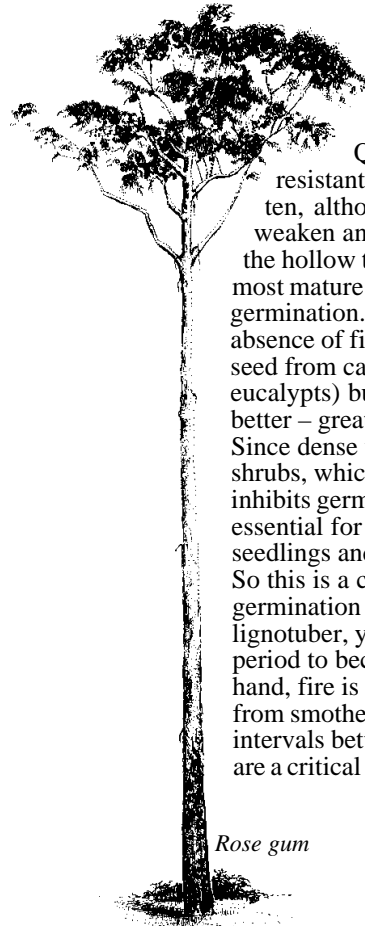 resistant
ten, altho
weaken an
the hollow t
most mature
germination.
absence of fi
seed from ca
eucalypts) bu
better – grea
Since dense
shrubs, whic
inhibits germ
essential for
seedlings and
So this is a c
germination
lignotuber, y
period to bec
hand, fire is
from smothe
intervals bet
are a critical
Rose gum